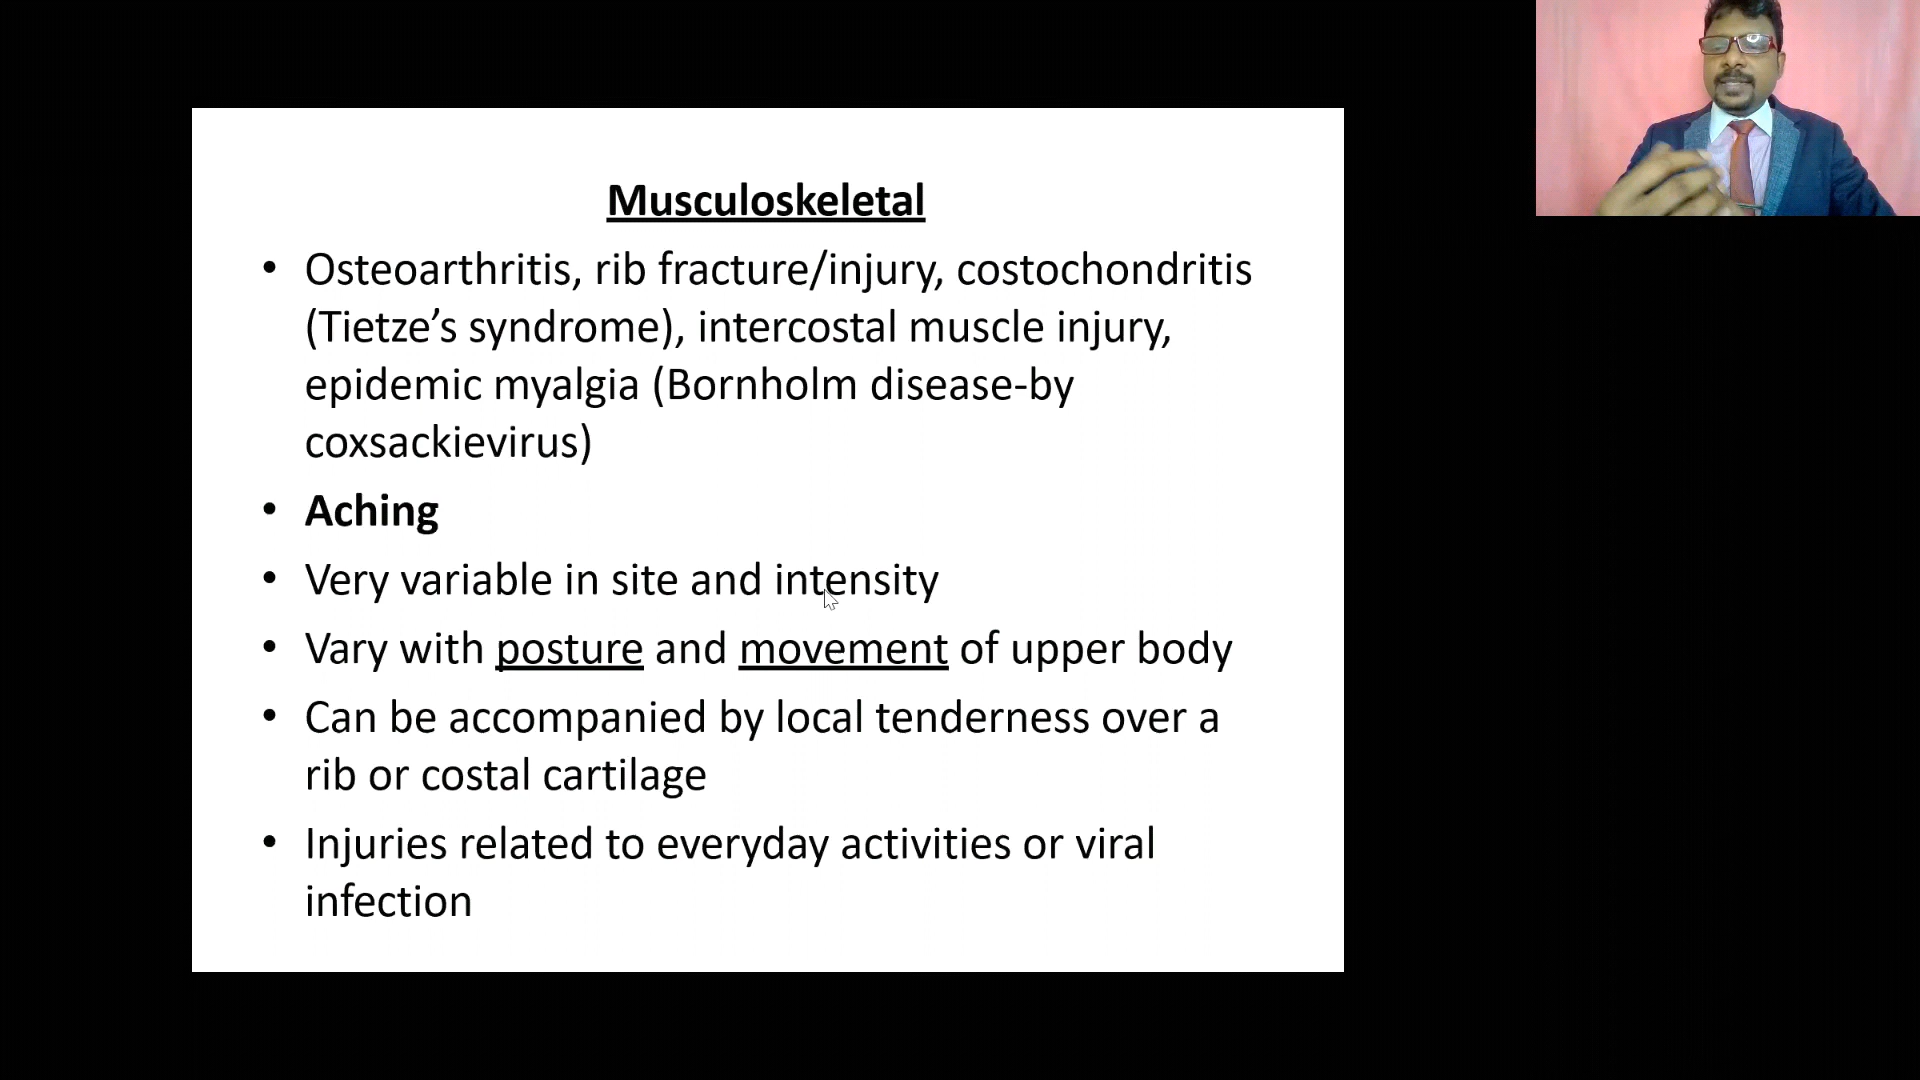 Musculoskeletal
• Osteoarthritis, rib fracture/injury, costochondritis
(Tietze’s syndrome), intercostal muscle injury,
epidemic myalgia (Bornholm disease-by
coxsackievirus)
• Aching
• Very variable in site and intensity
• Vary with posture and movement of upper body
• Can be accompanied by local tenderness over a
rib or costal cartilage
• Injuries related to everyday activities or viral
infection